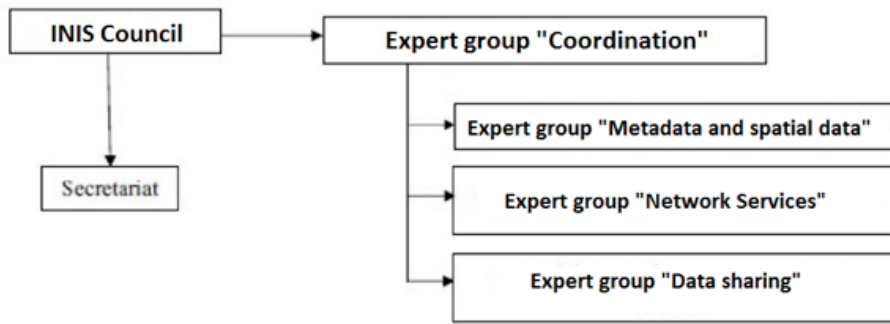 INIS Council
Expert group "Coordination"
Expert group "Metadata and spatial data"
Secretariat
Expert group "Network Services"
Expert group "Data sharing"